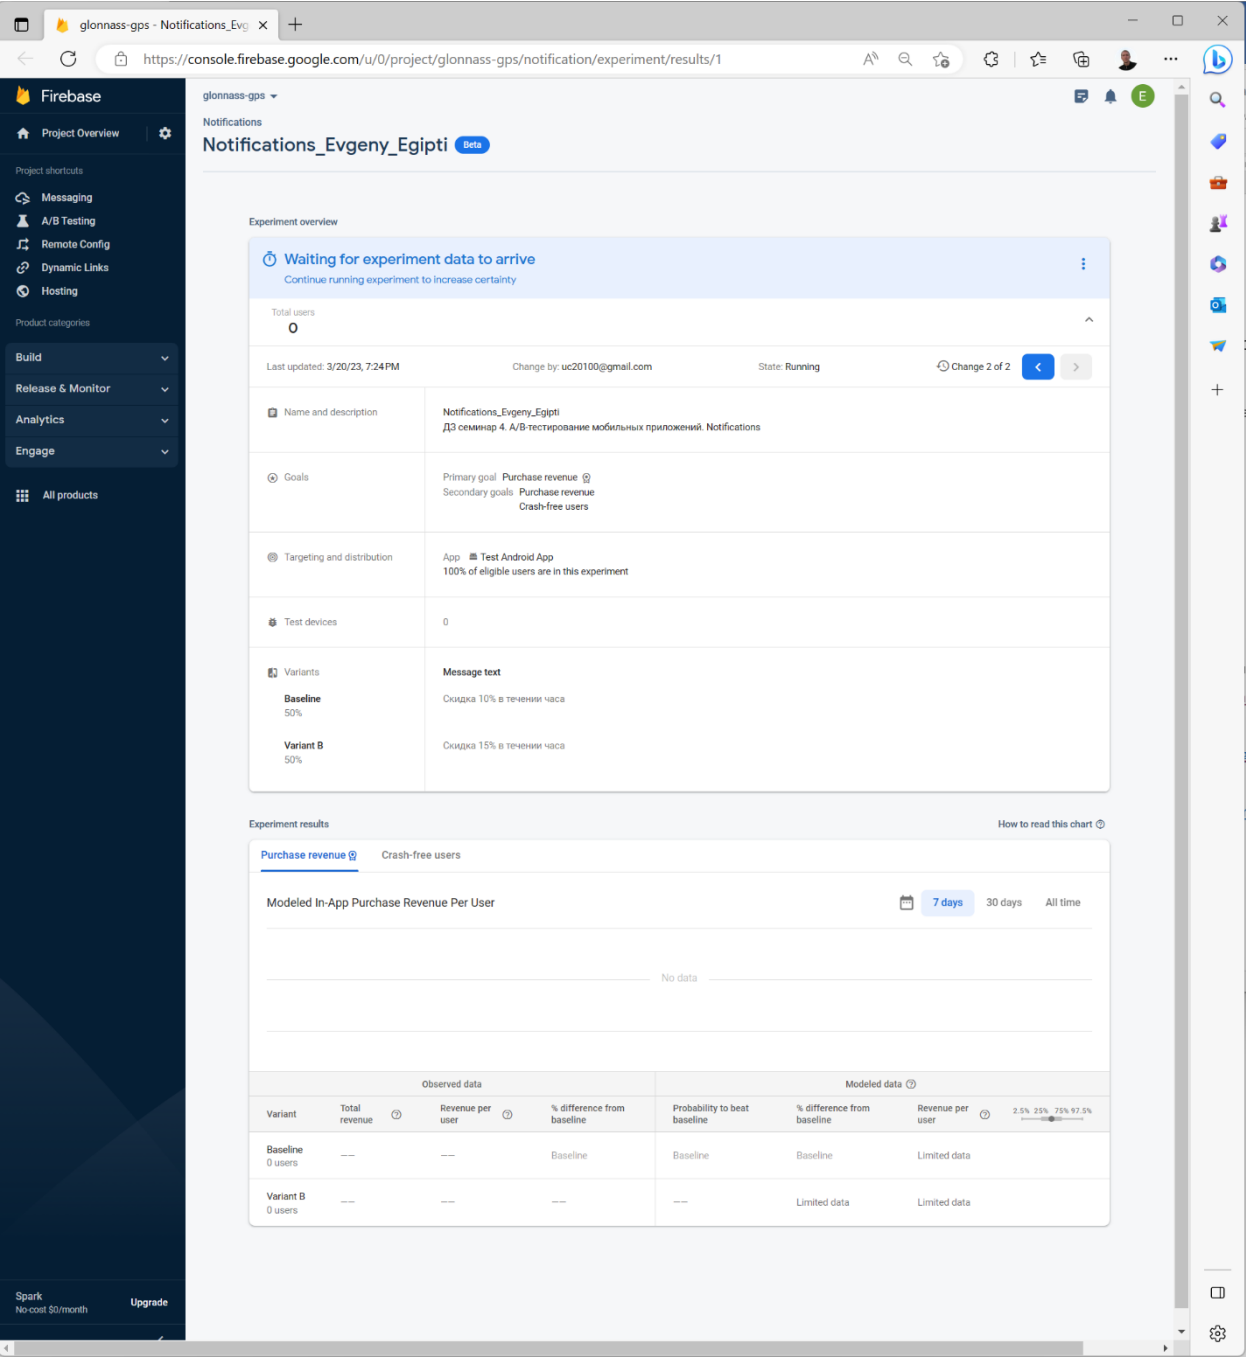 glonnass-gps - Notifications_Evg
https://console.firebase.google.com/u/0/project/glonnass-gps/notification/experiment/results/1
Firebase
Project Overview
Project shortcuts
Messaging
A/B Testing
Remote Config
Dynamic Links
Hosting
Product categories
Build
Release & Monitor
Analytics
Engage
All products
Spark
No-cost $0/month
Upgrade
glonnass-gps
E
Notifications
Notifications_Evgeny_Egipti Beta
Experiment overview
Waiting for experiment data to arrive
Continue running experiment to increase certainty
Total users
0
Last updated: 3/20/23, 7:24 PM Change by: uc20100@gmail.com State: Running Change 2 of 2
Name and description
Notifications_Evgeny_Egipti
ДЗ семинар 4. А/В-тестирование мобильных приложений. Notifications
Goals
Primary goal Purchase revenue
Secondary goals Purchase revenue
Crash-free users
Targeting and distribution
App Test Android App
100% of eligible users are in this experiment
Test devices 0
Variants Message text
Baseline Скидка 10% в течении часа
50%
Variant B Скидка 15% в течении часа
50%
Experiment results How to read this chart
Purchase revenue Crash-free users
Modeled In-App Purchase Revenue Per User 7 days 30 days All time
No data
Observed data Modeled data
Variant Total revenue Revenue per user % difference from baseline Probability to beat baseline % difference from baseline Revenue per user 2.5% 25% 75% 97.5%
Baseline —— —— Baseline Baseline Baseline Limited data
0 users
Variant B —— —— —— —— Limited data Limited data
0 users